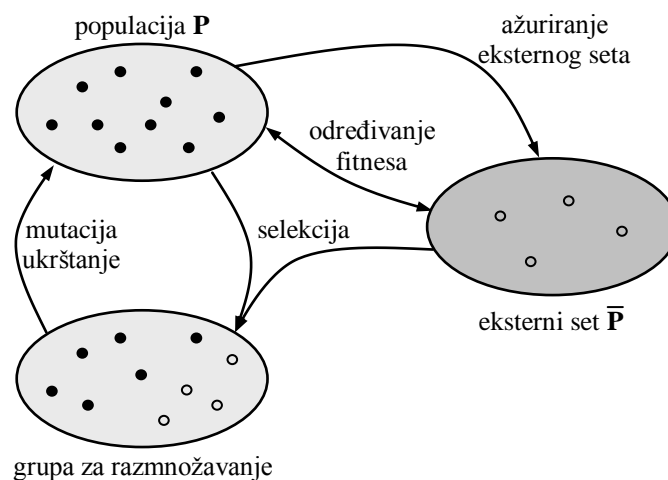 populacija P
ažuriranje
eksternog seta
određivanje
fitnesa
mutacija
ukrštanje
selekcija
eksterni set P̅
grupa za razmnožavanje